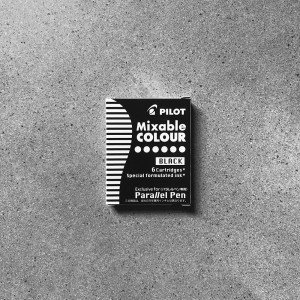 PILOT
Mixable
COLOUR
BLACK
6 Cartridges*
Special formulated ink*
Exclusive for
Parallel Pen